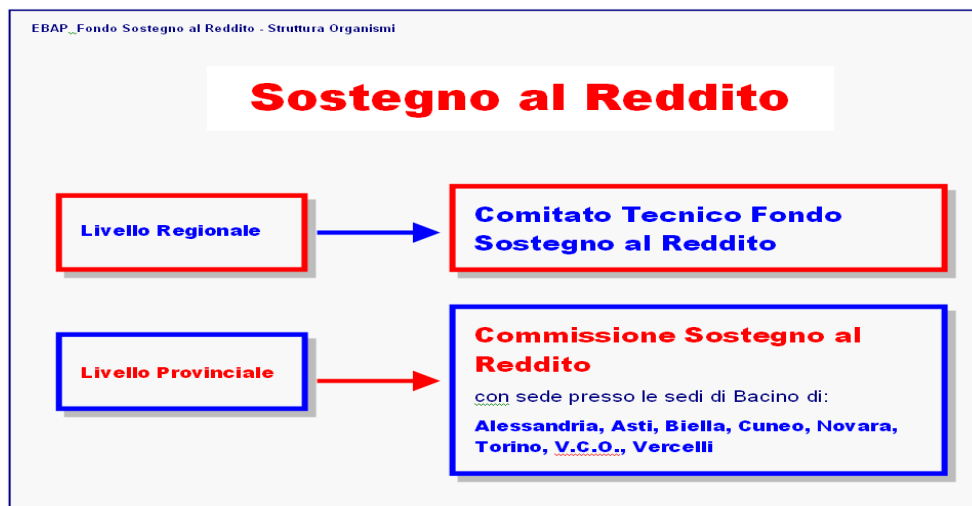 EBAP_Fondo Sostegno al Reddito - Struttura Organismi
Sostegno al Reddito
Livello Regionale
Comitato Tecnico Fondo
Sostegno al Reddito
Livello Provinciale
Commissione Sostegno al
Reddito
con sede presso le sedi di Bacino di:
Alessandria, Asti, Biella, Cuneo, Novara,
Torino, V.C.O., Vercelli